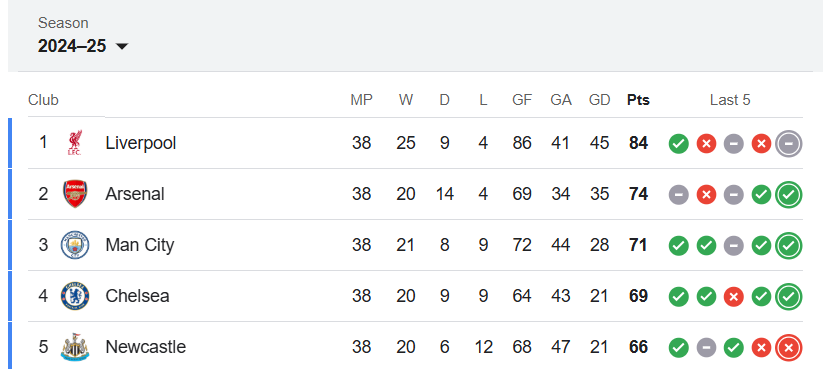 Season
2024–25
Club MP W D L GF GA GD Pts Last 5
1 L.F.C. Liverpool 38 25 9 4 86 41 45 84
2 Arsenal Arsenal 38 20 14 4 69 34 35 74
3 Man City 38 21 8 9 72 44 28 71
4 Chelsea 38 20 9 9 64 43 21 69
5 Newcastle 38 20 6 12 68 47 21 66